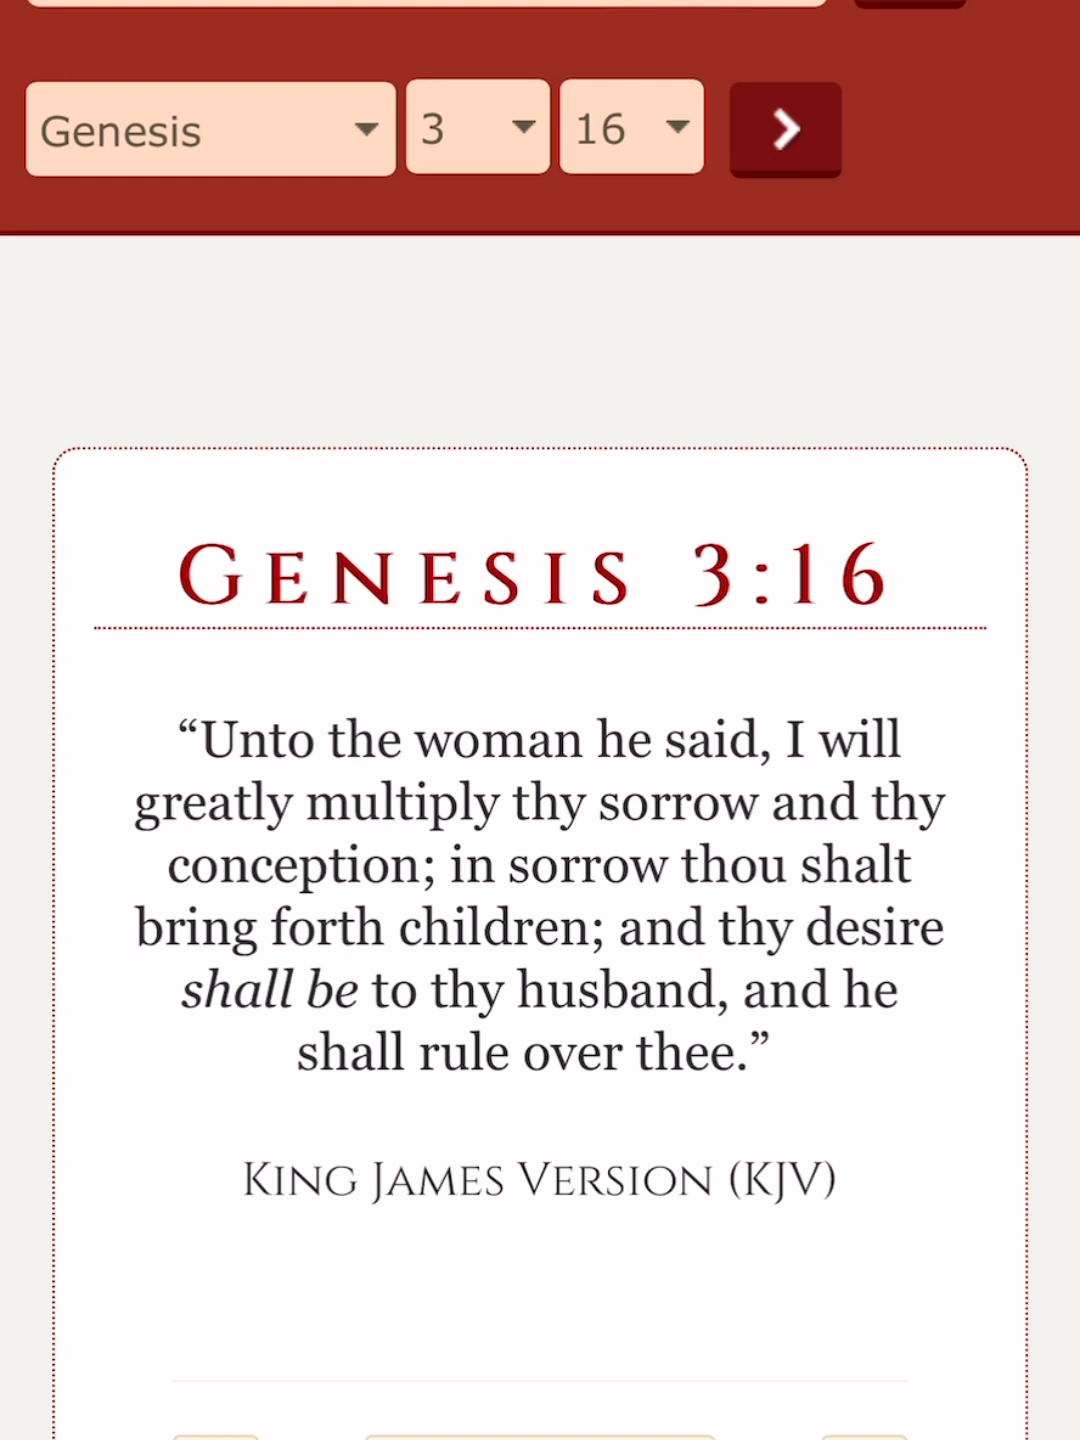 Genesis 3 16
GENESIS 3:16
“Unto the woman he said, I will
greatly multiply thy sorrow and thy
conception; in sorrow thou shalt
bring forth children; and thy desire
shall be to thy husband, and he
shall rule over thee.”
KING JAMES VERSION (KJV)